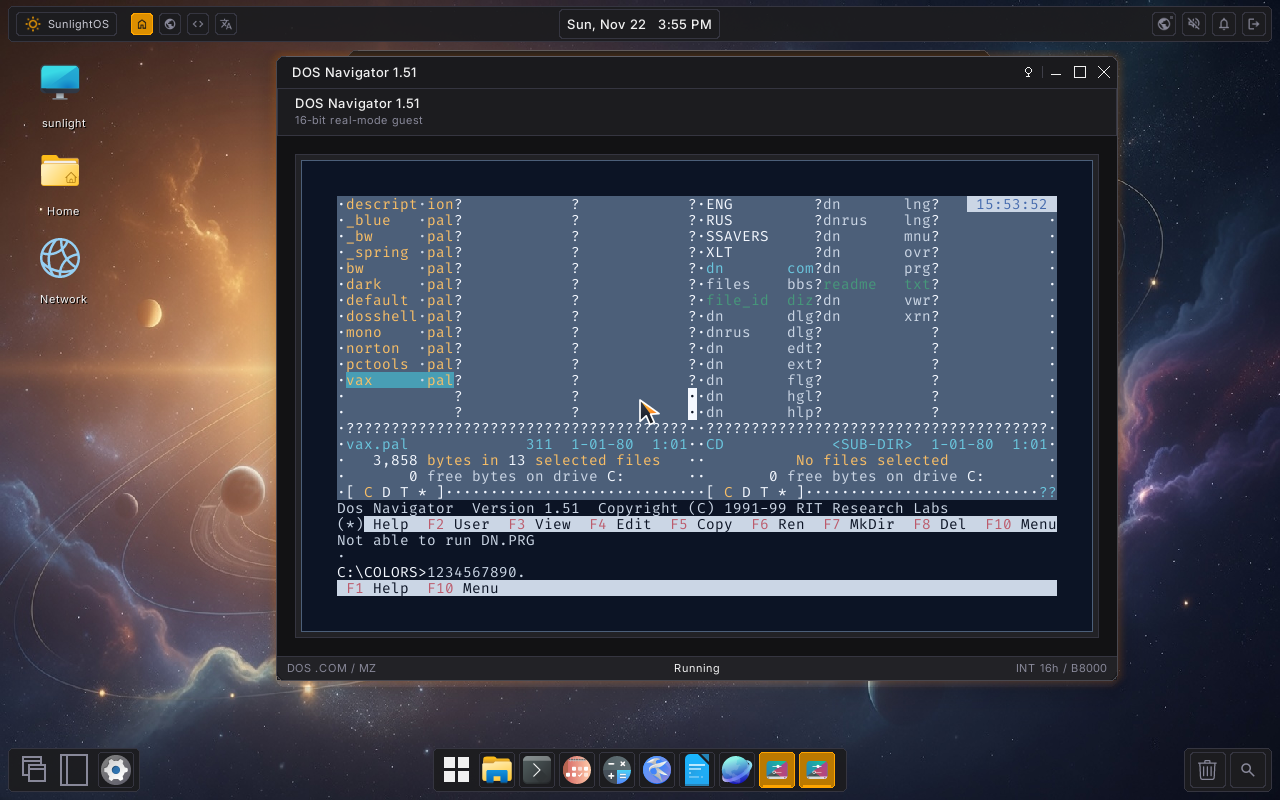 SunlightOS
Sun, Nov 22 3:55 PM
sunlight
Home
Network
DOS Navigator 1.51
DOS Navigator 1.51
16-bit real-mode guest
·descript·ion? ? ?·ENG ?dn lng? 15:53:52
·_blue ·pal? ? ?·RUS ?dnrus lng? ·
·_bw ·pal? ? ?·SSAVERS ?dn mnu? ·
·_spring ·pal? ? ?·XLT ?dn ovr? ·
·bw ·pal? ? ?·dn com?dn prg? ·
·dark ·pal? ? ?·files bbs?readme txt? ·
·default ·pal? ? ?·file_id diz?dn vwr? ·
·dosshell·pal? ? ?·dn dlg?dn xrn? ·
·mono ·pal? ? ?·dnrus dlg? ? ·
·norton ·pal? ? ?·dn edt? ? ·
·pctools ·pal? ? ?·dn ext? ? ·
·vax ·pal? ? ?·dn flg? ? ·
· ? ? ··dn hgl? ? ·
· ? ? ··dn hlp? ? ·
·??????????????????????????????????????··??????????????????????????????????????·
·vax.pal 311 1-01-80 1:01··CD <SUB-DIR> 1-01-80 1:01·
· 3,858 bytes in 13 selected files ·· No files selected ·
· 0 free bytes on drive C: ·· 0 free bytes on drive C: ·
·[ C D T * ]····························[ C D T * ]··························??
Dos Navigator Version 1.51 Copyright (C) 1991-99 RIT Research Labs
(*) Help F2 User F3 View F4 Edit F5 Copy F6 Ren F7 MkDir F8 Del F10 Menu
Not able to run DN.PRG
·
C:\COLORS>1234567890.
F1 Help F10 Menu
DOS .COM / MZ
Running
INT 16h / B8000